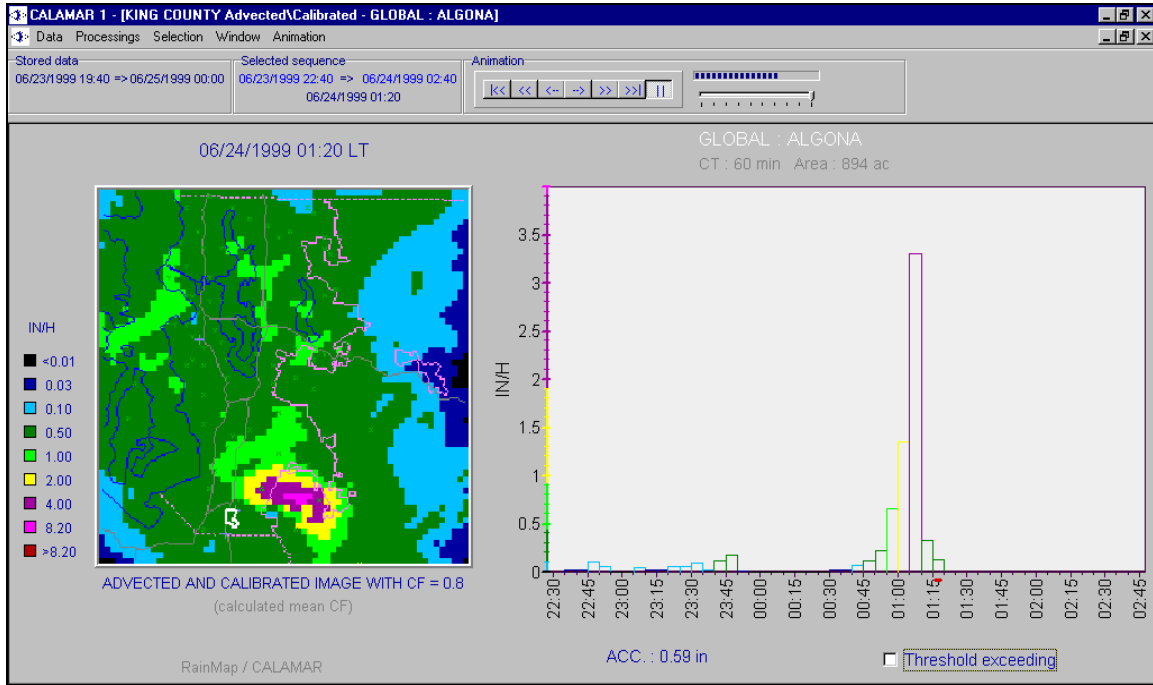 CALAMAR 1 - [KING COUNTY Advected\Calibrated - GLOBAL : ALGONA]
Data Processings Selection Window Animation
Stored data
06/23/1999 19:40 => 06/25/1999 00:00
Selected sequence
06/23/1999 22:40 => 06/24/1999 02:40
06/24/1999 01:20
Animation
|<< << <-- --> >> >>| ||
06/24/1999 01:20 LT
IN/H
<0.01
0.03
0.10
0.50
1.00
2.00
4.00
8.20
>8.20
ADVECTED AND CALIBRATED IMAGE WITH CF = 0.8
(calculated mean CF)
RainMap / CALAMAR
GLOBAL : ALGONA
CT : 60 min Area : 894 ac
IN/H
3.5
3
2.5
2
1.5
1
0.5
0
22:30 22:45 23:00 23:15 23:30 23:45 00:00 00:15 00:30 00:45 01:00 01:15 01:30 01:45 02:00 02:15 02:30 02:45
ACC. : 0.59 in
Threshold exceeding